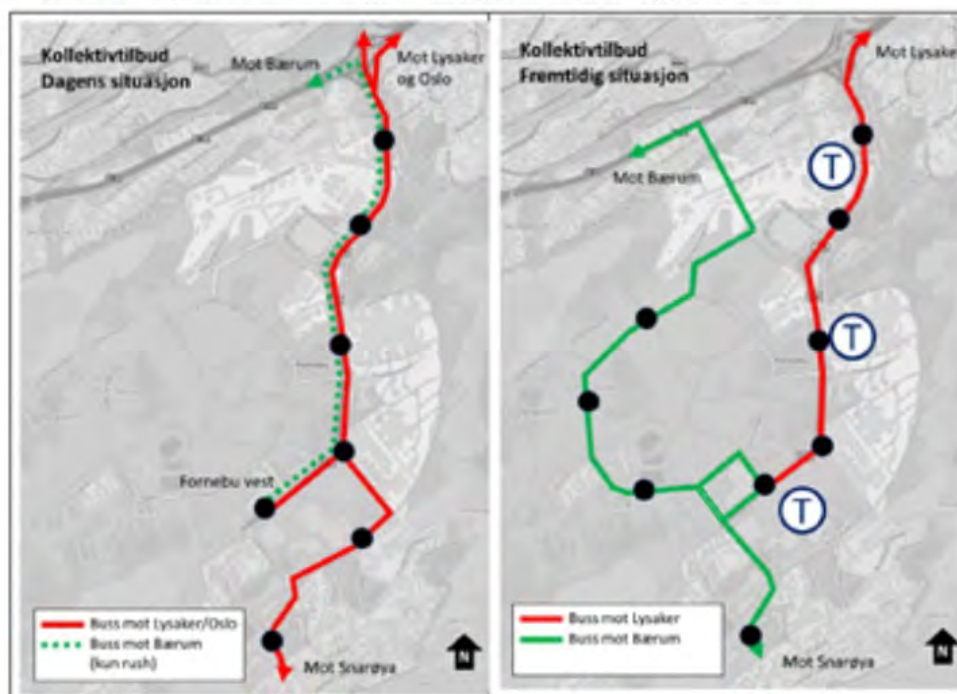 Kollektivtilbud
Dagens situasjon
Mot Bærum
Mot Lysaker
og Oslo
Fornebu vest
Mot Snarøya
Buss mot Lysaker/Oslo
Buss mot Bærum
(kun rush)
N
Kollektivtilbud
Fremtidig situasjon
Mot Lysaker
Mot Bærum
T
T
T
Mot Snarøya
Buss mot Lysaker
Buss mot Bærum
N